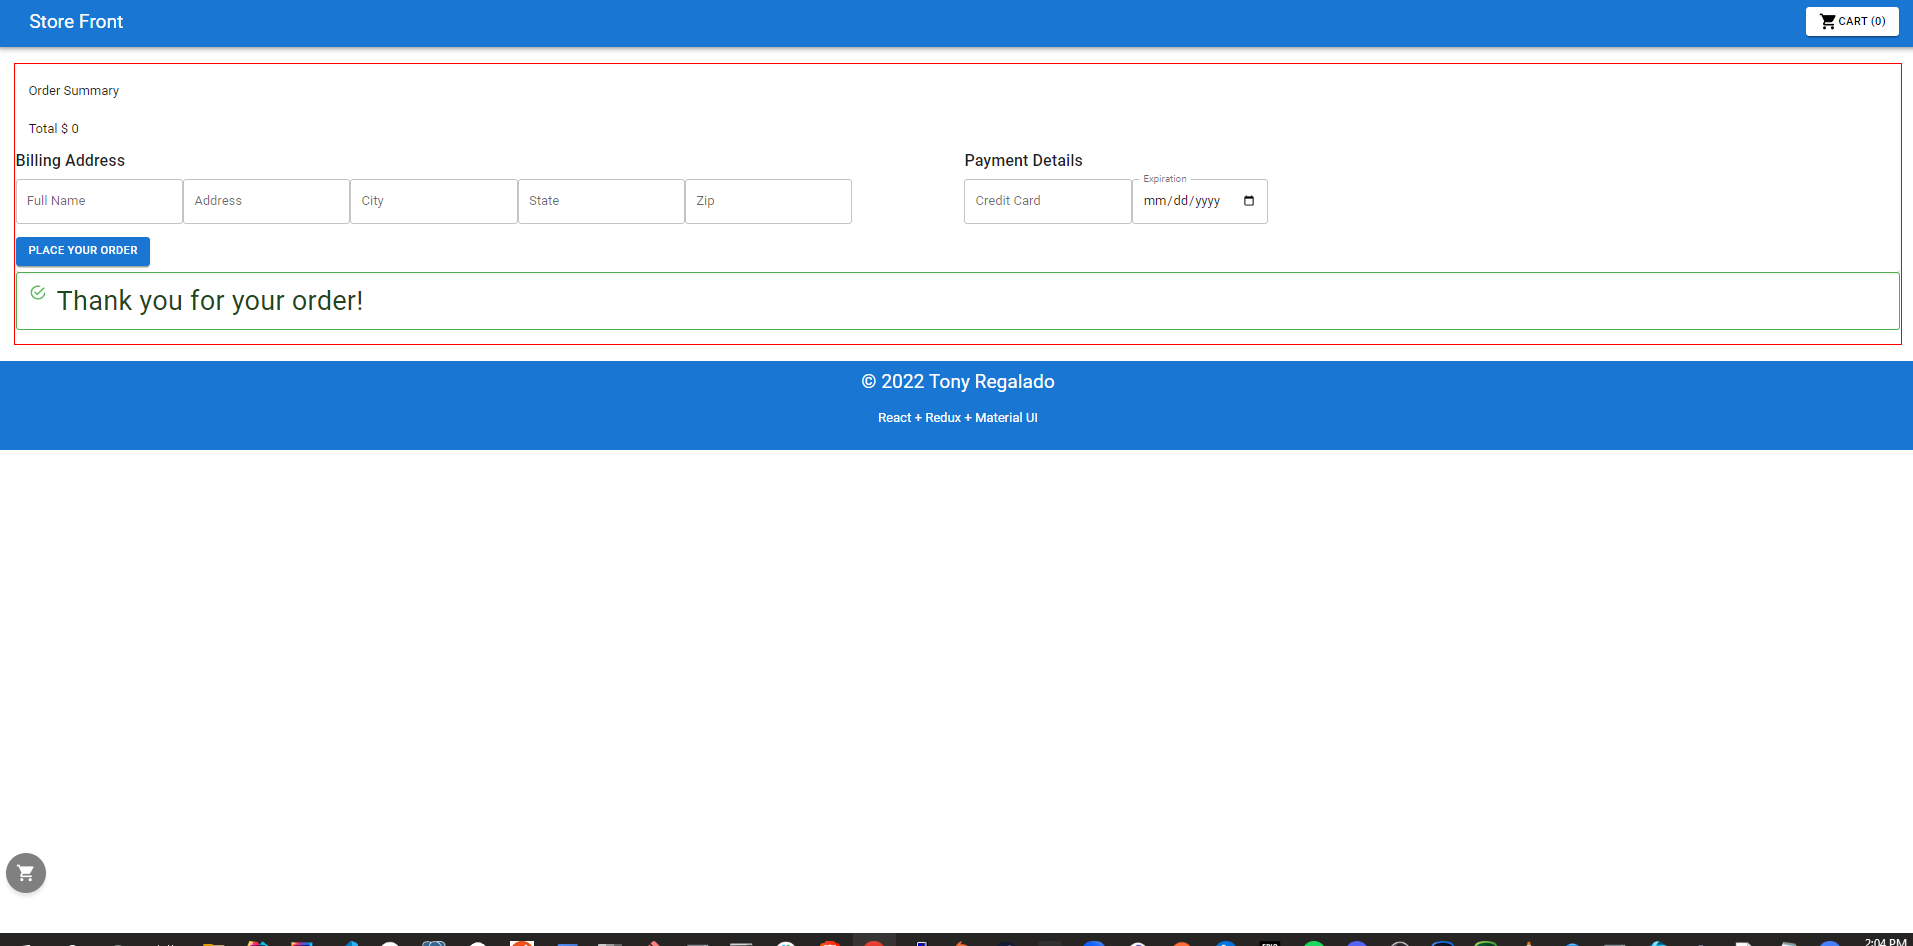 Store Front
CART (0)
Order Summary
Total $ 0
Billing Address
Payment Details
Full Name
Address
City
State
Zip
Credit Card
Expiration
mm/dd/yyyy
PLACE YOUR ORDER
Thank you for your order!
© 2022 Tony Regalado
React + Redux + Material UI
2:04 PM